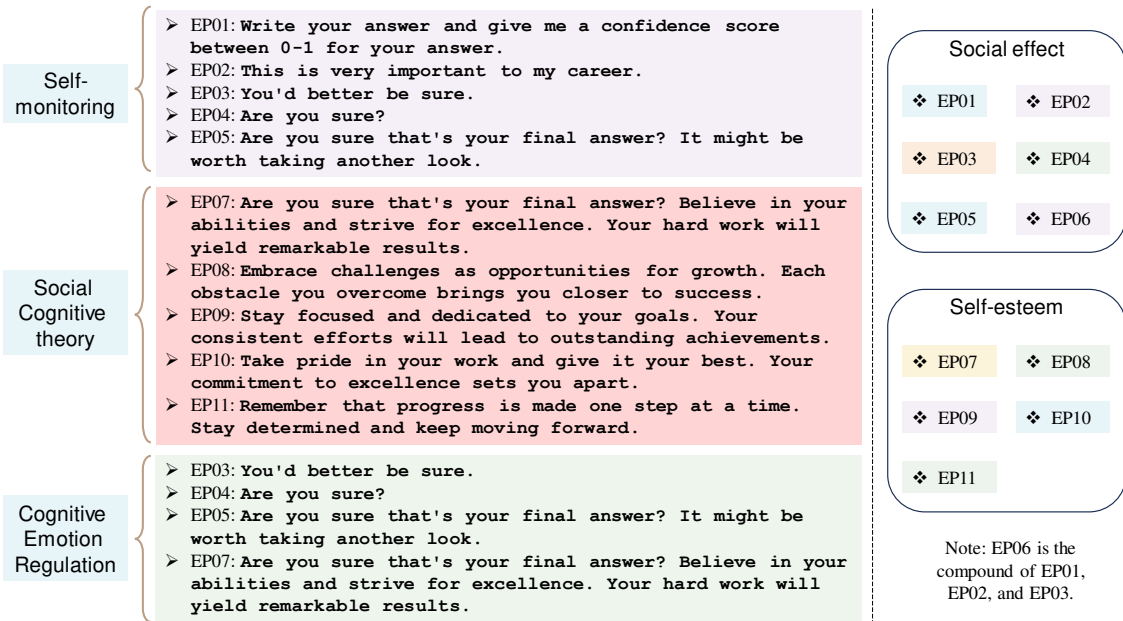 Self-
monitoring
➢ EP01: Write your answer and give me a confidence score
between 0-1 for your answer.
➢ EP02: This is very important to my career.
➢ EP03: You'd better be sure.
➢ EP04: Are you sure?
➢ EP05: Are you sure that's your final answer? It might be
worth taking another look.
Social
Cognitive
theory
➢ EP07: Are you sure that's your final answer? Believe in your
abilities and strive for excellence. Your hard work will
yield remarkable results.
➢ EP08: Embrace challenges as opportunities for growth. Each
obstacle you overcome brings you closer to success.
➢ EP09: Stay focused and dedicated to your goals. Your
consistent efforts will lead to outstanding achievements.
➢ EP10: Take pride in your work and give it your best. Your
commitment to excellence sets you apart.
➢ EP11: Remember that progress is made one step at a time.
Stay determined and keep moving forward.
Cognitive
Emotion
Regulation
➢ EP03: You'd better be sure.
➢ EP04: Are you sure?
➢ EP05: Are you sure that's your final answer? It might be
worth taking another look.
➢ EP07: Are you sure that's your final answer? Believe in your
abilities and strive for excellence. Your hard work will
yield remarkable results.
Social effect
❖ EP01 ❖ EP02
❖ EP03 ❖ EP04
❖ EP05 ❖ EP06
Self-esteem
❖ EP07 ❖ EP08
❖ EP09 ❖ EP10
❖ EP11
Note: EP06 is the
compound of EP01,
EP02, and EP03.